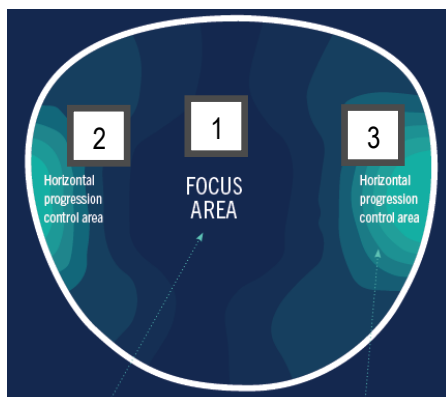 1
2
3
FOCUS
AREA
Horizontal
progression
control area
Horizontal
progression
control area